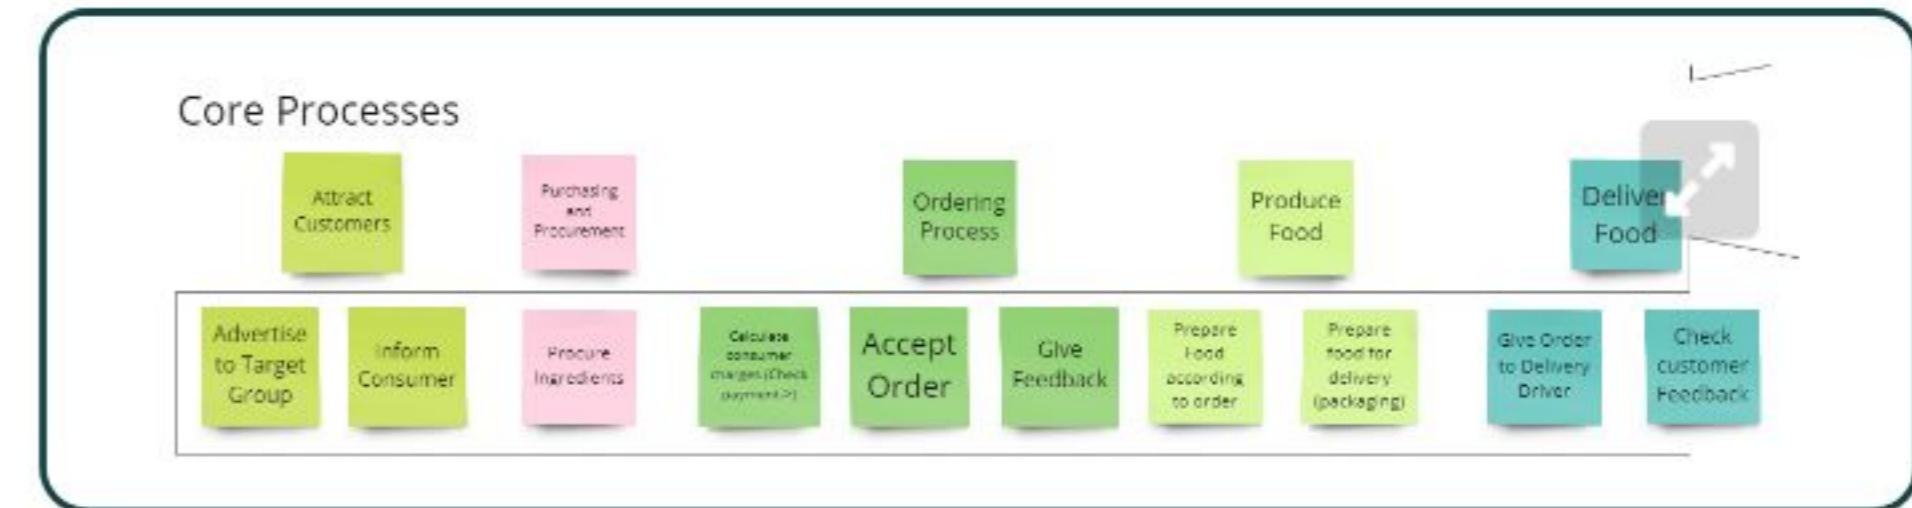 Core Processes
Attract
Customers
Purchasing
and
Procurement
Ordering
Process
Produce
Food
Deliver
Food
Advertise
to Target
Group
Inform
Consumer
Procure
Ingredients
Calculate
consumer
charges (Check
payment
Accept
Order
Give
Feedback
Prepare
Food
according
to order
Prepare
food for
delivery
(packaging)
Give Order
to Delivery
Driver
Check
customer
Feedback